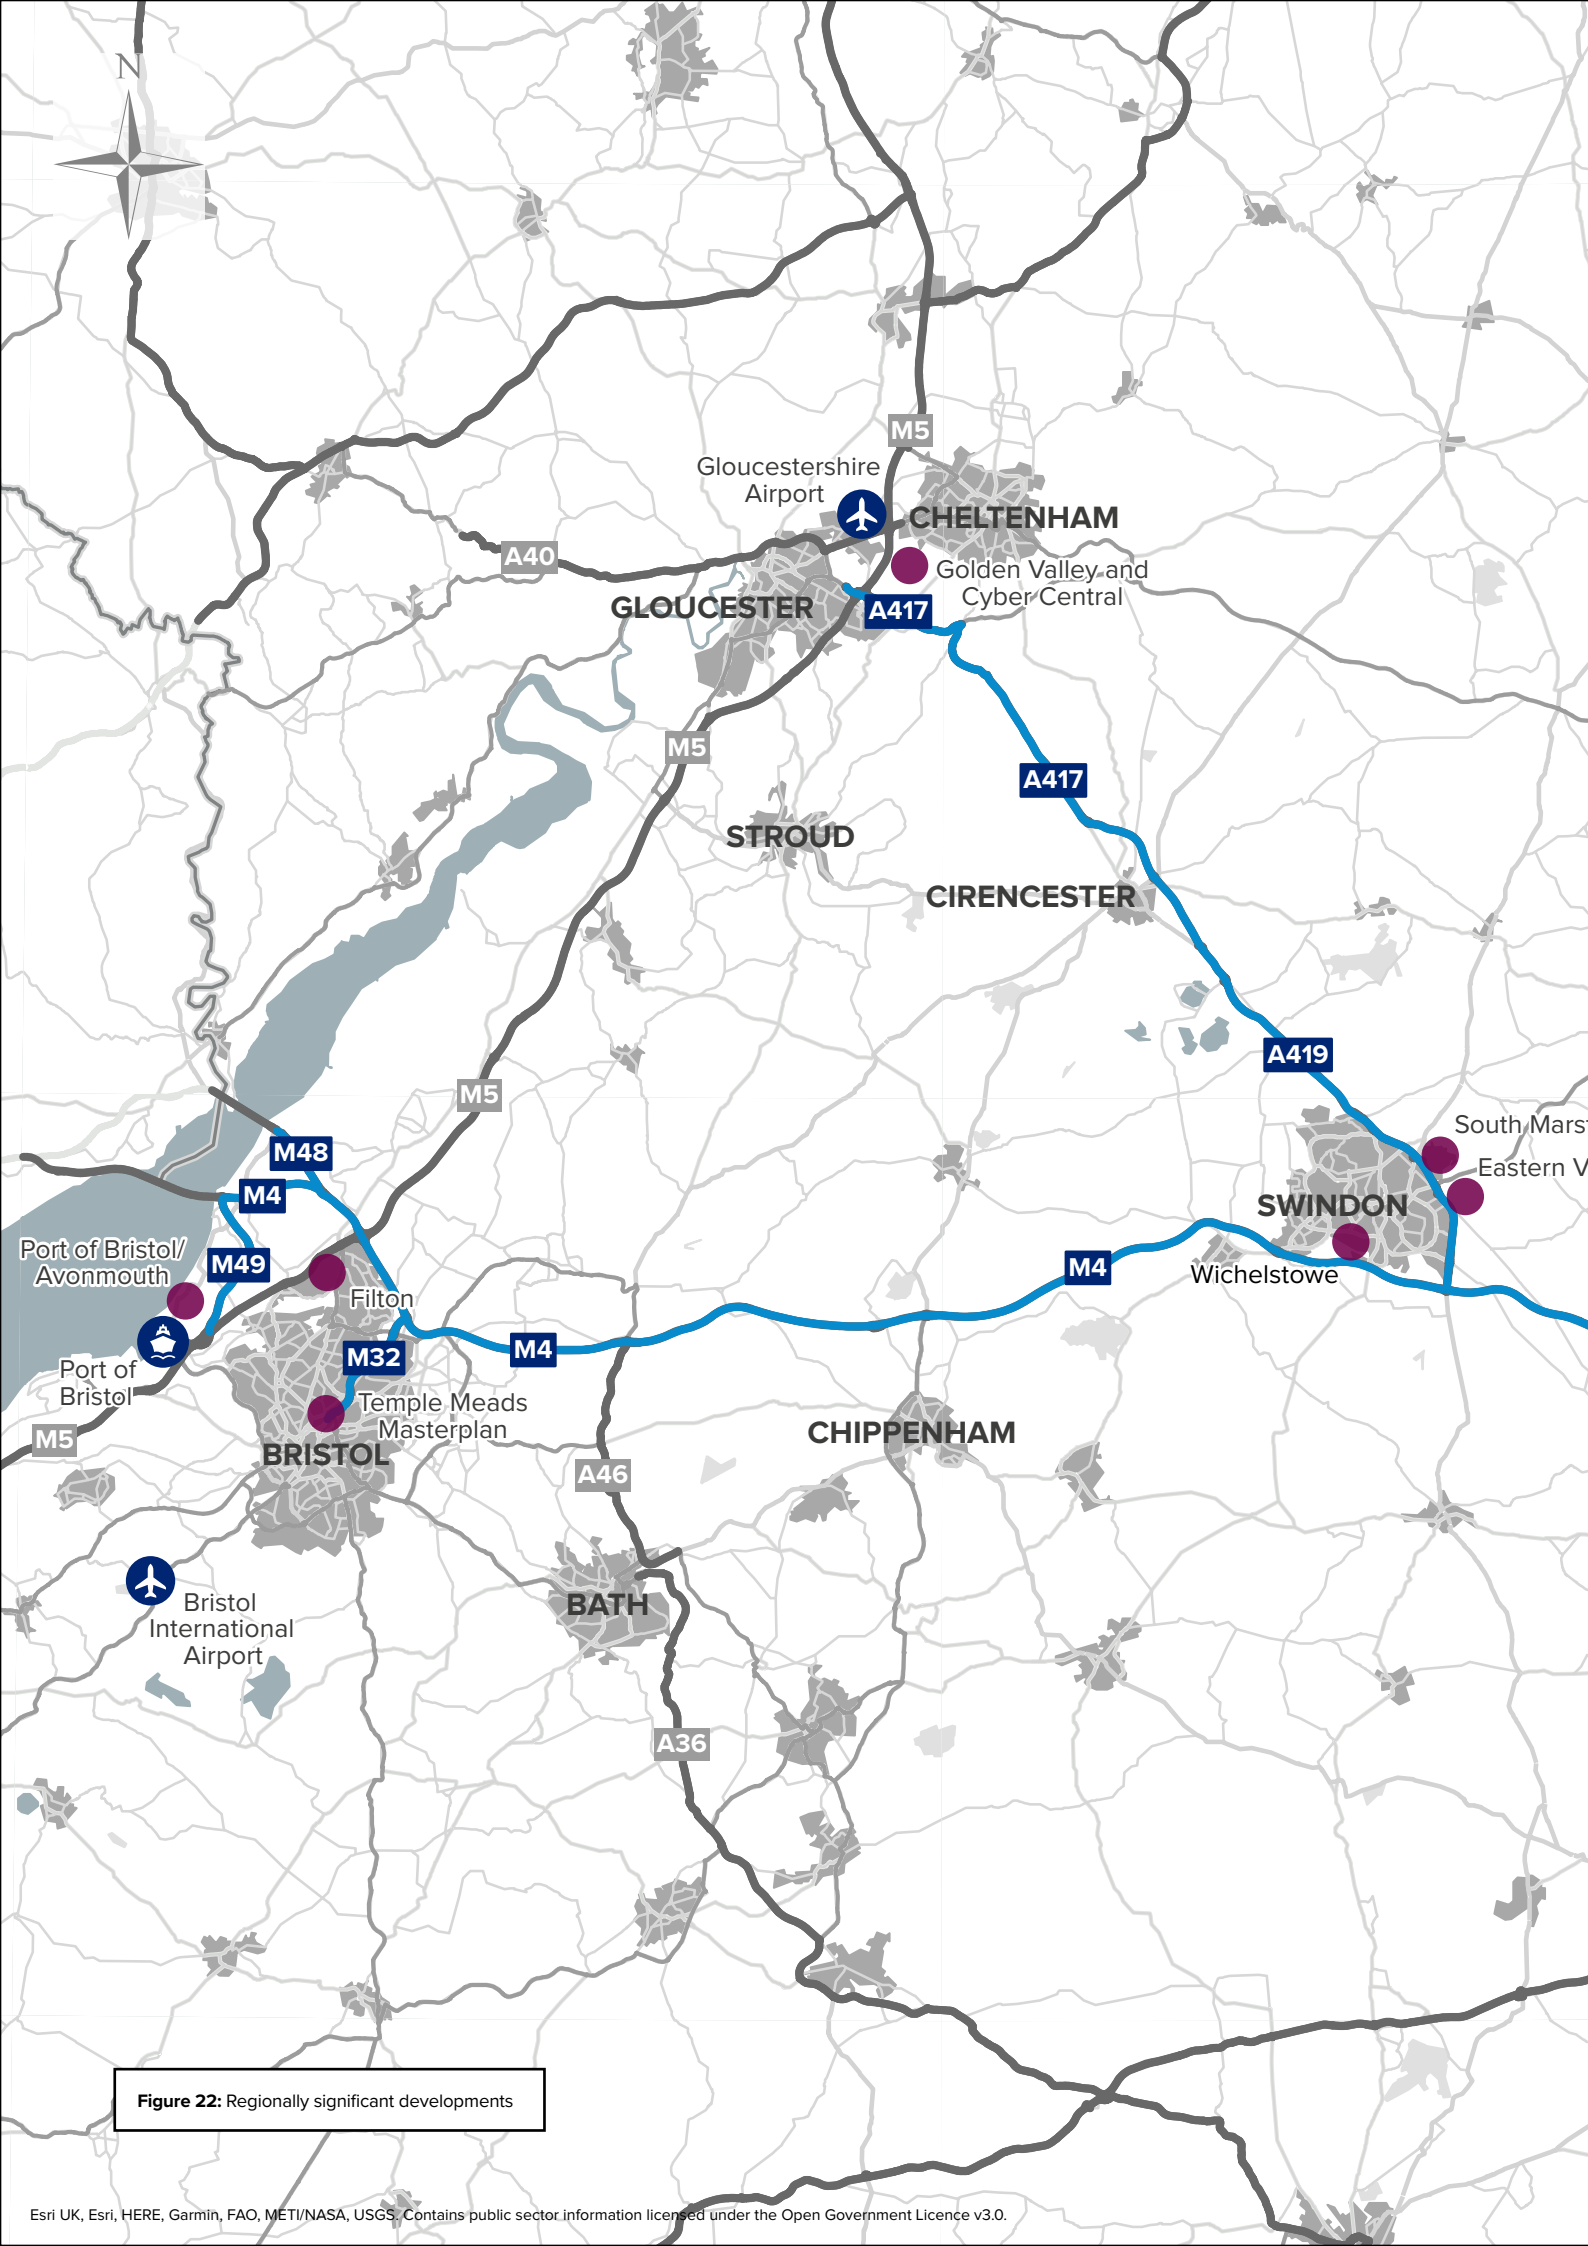 N
M5
Gloucestershire
Airport
CHELTENHAM
A40
Golden Valley and
Cyber Central
GLOUCESTER
A417
M5
A417
STROUD
CIRENCESTER
A419
M5
South Mars
M48
Eastern V
M4
SWINDON
Port of Bristol/
Avonmouth
M49
M4
Wichelstowe
Filton
M32
M4
Port of
Bristol
Temple Meads
Masterplan
M5
BRISTOL
CHIPPENHAM
A46
Bristol
International
Airport
BATH
A36
Figure 22: Regionally significant developments
Esri UK, Esri, HERE, Garmin, FAO, METI/NASA, USGS. Contains public sector information licensed under the Open Government Licence v3.0.